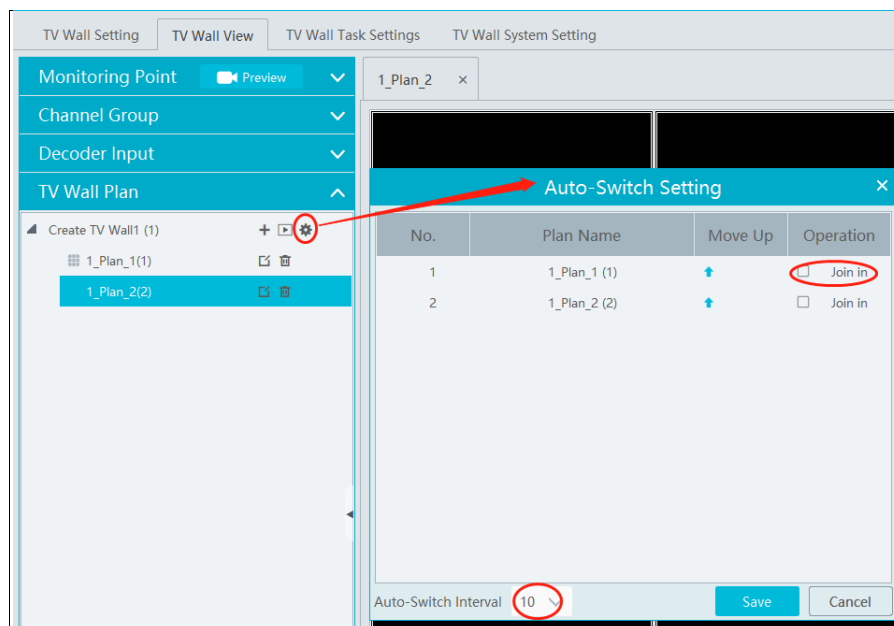 TV Wall Setting TV Wall View TV Wall Task Settings TV Wall System Setting
Monitoring Point Preview
Channel Group
Decoder Input
TV Wall Plan
Create TV Wall1 (1)
1_Plan_1(1)
1_Plan_2(2)
1_Plan_2 ×
Auto-Switch Setting
No. Plan Name Move Up Operation
1 1_Plan_1 (1) Join in
2 1_Plan_2 (2) Join in
Auto-Switch Interval 10 Save Cancel